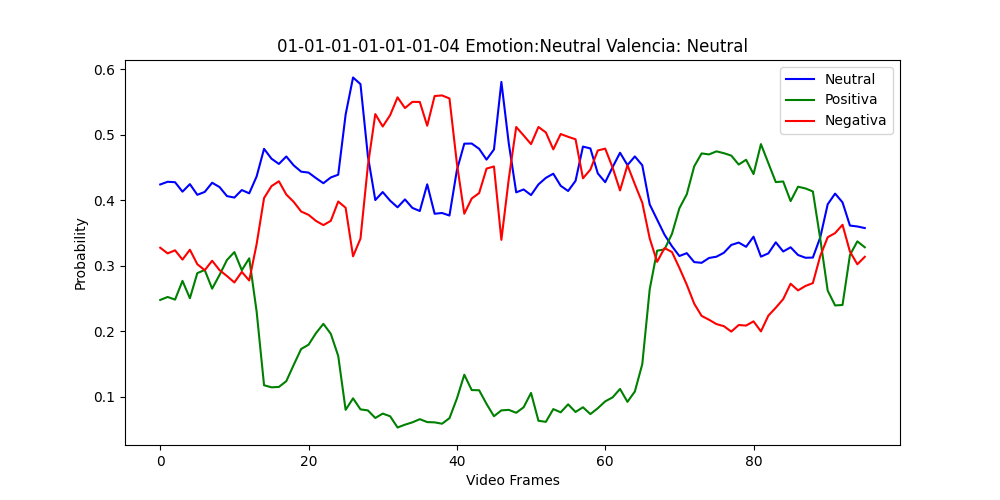 01-01-01-01-01-01-04 Emotion:Neutral Valencia: Neutral
Neutral
Positiva
Negativa
Probability
0.6
0.5
0.4
0.3
0.2
0.1
0 20 40 60 80
Video Frames